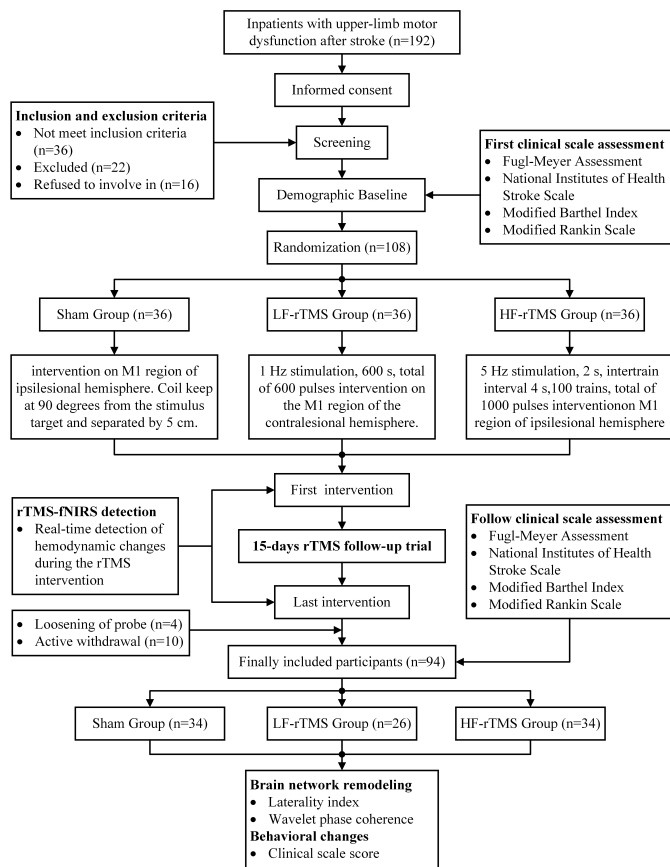 Inpatients with upper-limb motor
dysfunction after stroke (n=192)
Informed consent
Inclusion and exclusion criteria
• Not meet inclusion criteria
(n=36)
• Excluded (n=22)
• Refused to involve in (n=16)
Screening
First clinical scale assessment
• Fugl-Meyer Assessment
• National Institutes of Health
Stroke Scale
• Modified Barthel Index
• Modified Rankin Scale
Demographic Baseline
Randomization (n=108)
Sham Group (n=36)
LF-rTMS Group (n=36)
HF-rTMS Group (n=36)
intervention on M1 region of
ipsilesional hemisphere. Coil keep
at 90 degrees from the stimulus
target and separated by 5 cm.
1 Hz stimulation, 600 s, total of
of 600 pulses intervention on
the M1 region of the
contralesional hemisphere.
5 Hz stimulation, 2 s, intertrain
interval 4 s,100 trains, total of
1000 pulses interventionon M1
region of ipsilesional hemisphere
First intervention
rTMS-fNIRS detection
• Real-time detection of
hemodynamic changes
during the rTMS
intervention
15-days rTMS follow-up trial
Follow clinical scale assessment
• Fugl-Meyer Assessment
• National Institutes of Health
Stroke Scale
• Modified Barthel Index
• Modified Rankin Scale
Last intervention
• Loosening of probe (n=4)
• Active withdrawal (n=10)
Finally included participants (n=94)
Sham Group (n=34)
LF-rTMS Group (n=26)
HF-rTMS Group (n=34)
Brain network remodeling
• Laterality index
• Wavelet phase coherence
Behavioral changes
• Clinical scale score